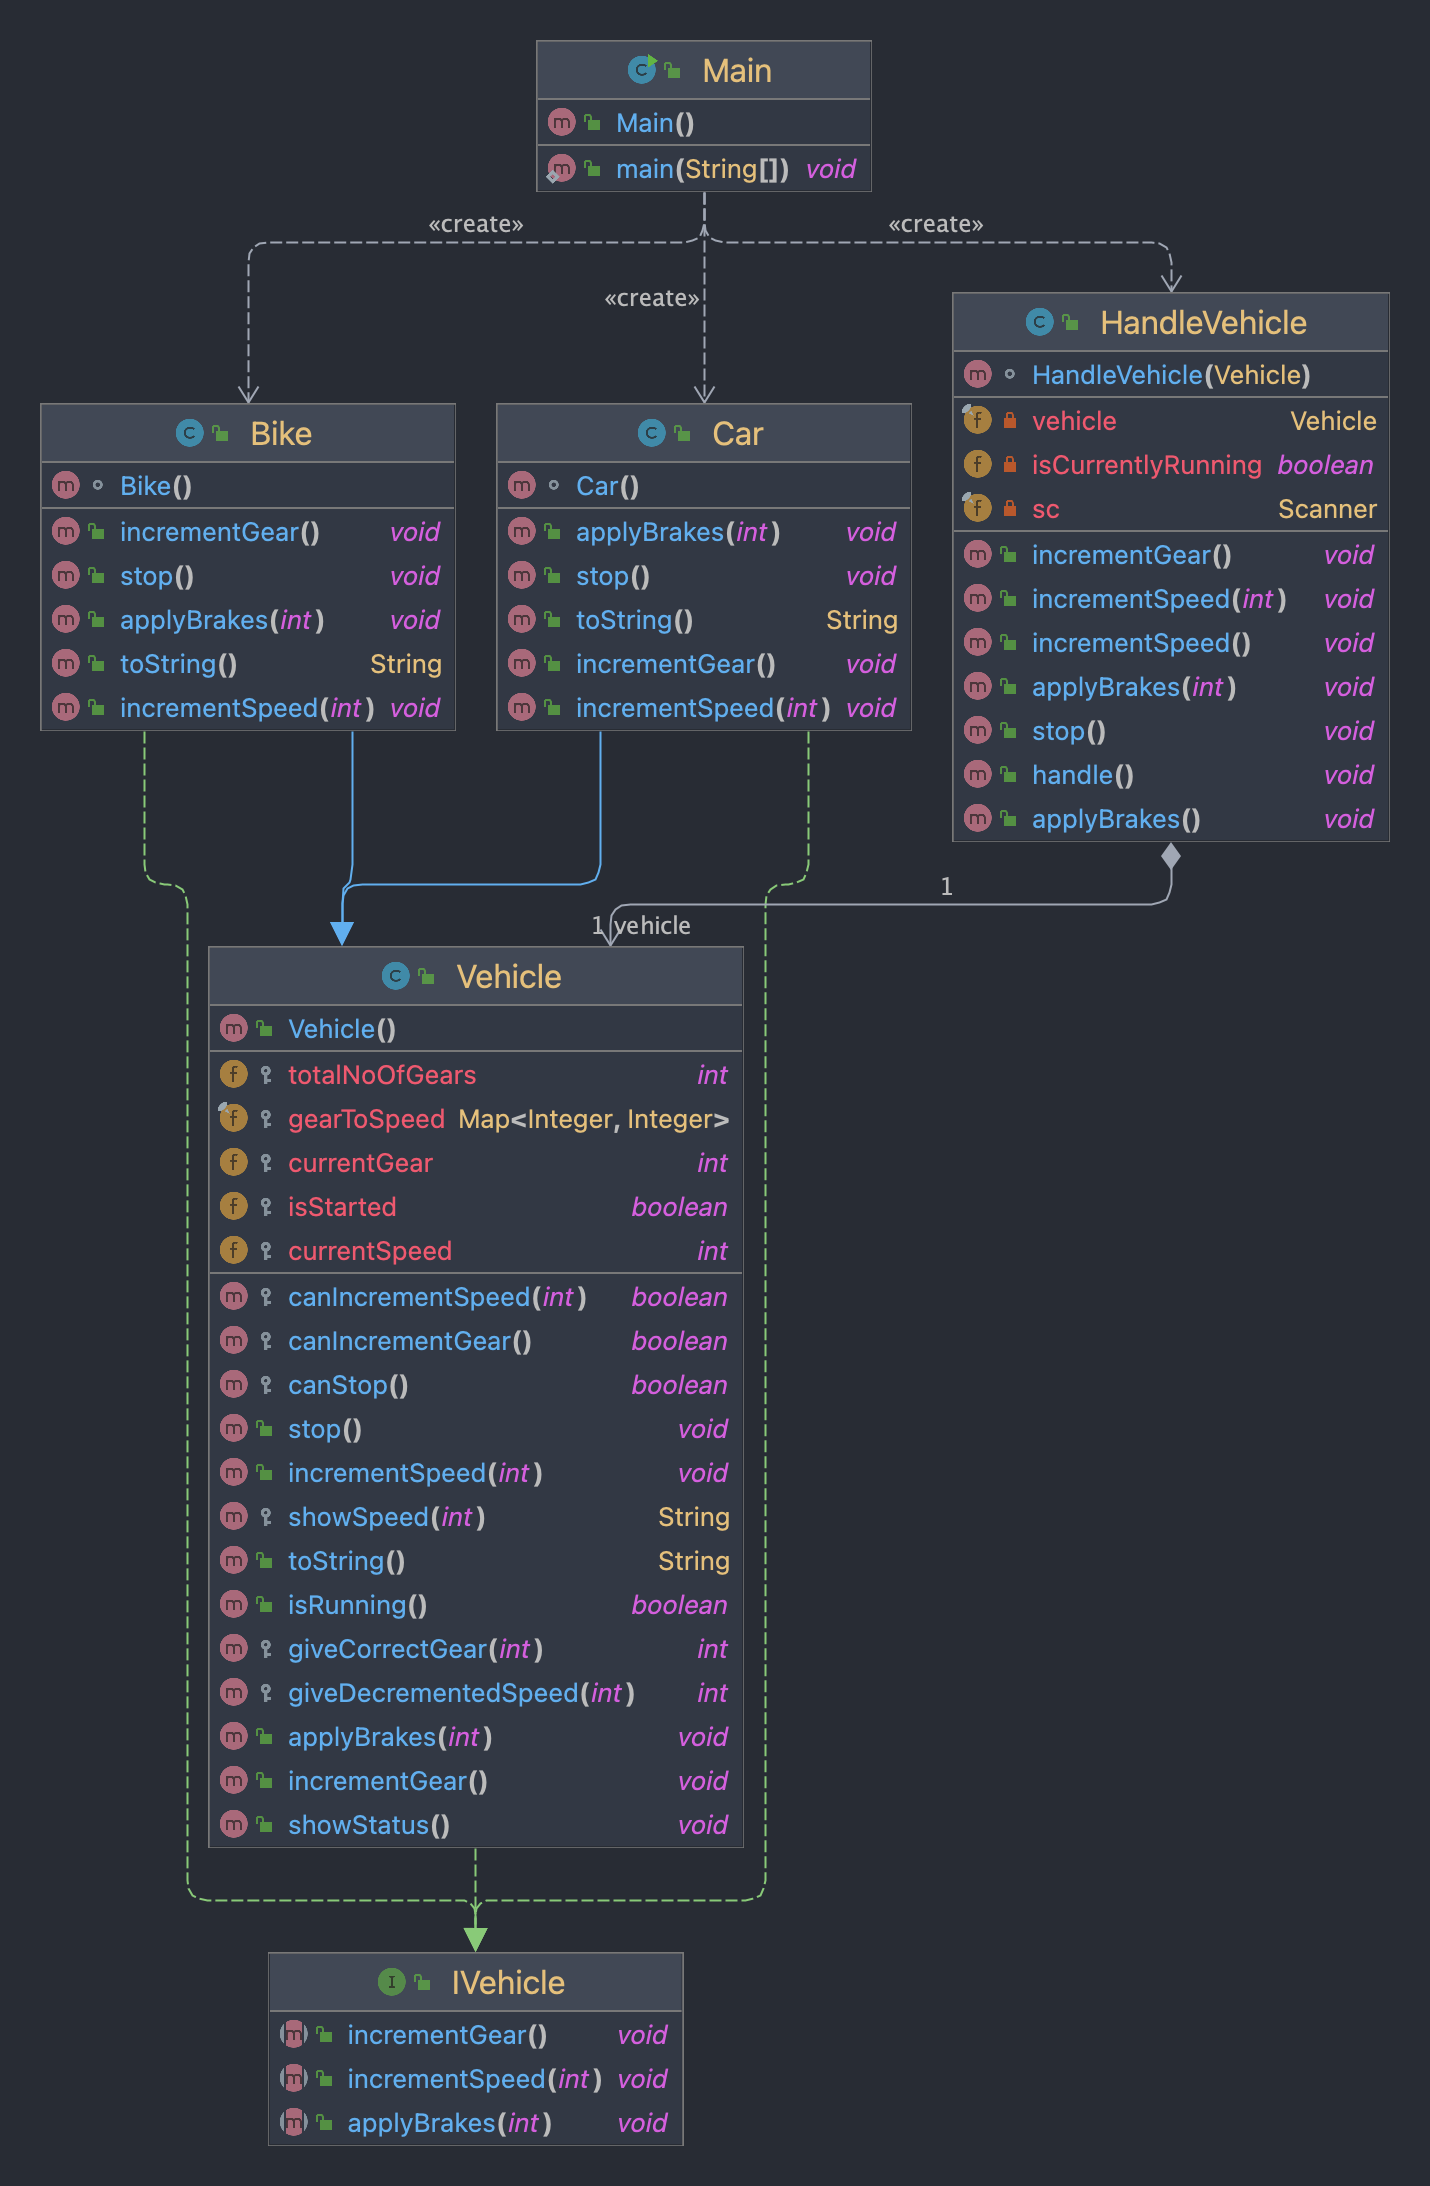 Main
Main()
main(String[]) void
«create»
«create»
«create»
HandleVehicle
HandleVehicle(Vehicle)
vehicle Vehicle
isCurrentlyRunning boolean
sc Scanner
incrementGear() void
incrementSpeed(int) void
incrementSpeed() void
applyBrakes(int) void
stop() void
handle() void
applyBrakes() void
Bike
Bike()
incrementGear() void
stop() void
applyBrakes(int) void
toString() String
incrementSpeed(int) void
Car
Car()
applyBrakes(int) void
stop() void
toString() String
incrementGear() void
incrementSpeed(int) void
1
1 vehicle
Vehicle
Vehicle()
totalNoOfGears int
gearToSpeed Map<Integer, Integer>
currentGear int
isStarted boolean
currentSpeed int
canIncrementSpeed(int) boolean
canIncrementGear() boolean
canStop() boolean
stop() void
incrementSpeed(int) void
showSpeed(int) String
toString() String
isRunning() boolean
giveCorrectGear(int) int
giveDecrementedSpeed(int) int
applyBrakes(int) void
incrementGear() void
showStatus() void
IVehicle
incrementGear() void
incrementSpeed(int) void
applyBrakes(int) void